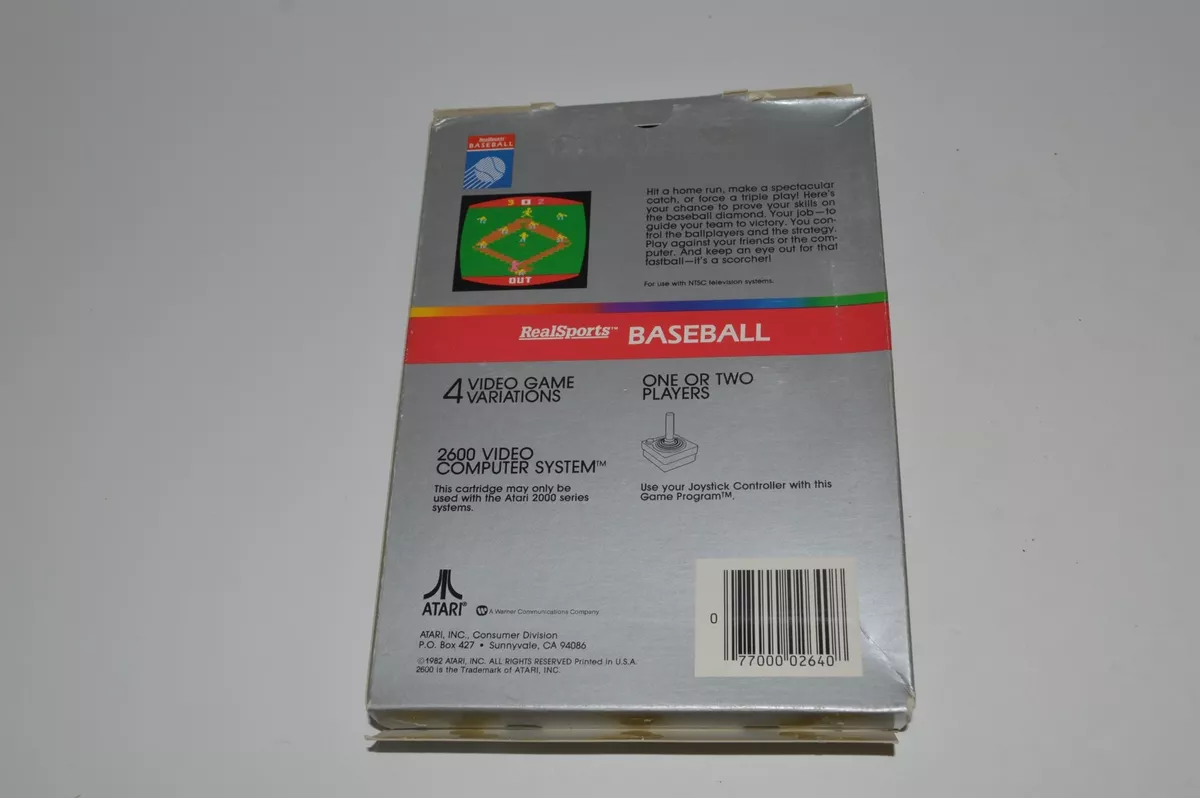 RealSports
BASEBALL
3 0 2
OUT
Hit a home run, make a spectacular
catch, or force a triple play! Here's
your chance to prove your skills on
the baseball diamond. Your job—to
guide your team to victory. You con-
trol the ballplayers and the strategy.
Play against your friends or the com-
puter. And keep an eye out for that
fastball—it's a scorcher!
For use with NTSC television systems.
RealSports™ BASEBALL
4 VIDEO GAME
VARIATIONS
ONE OR TWO
PLAYERS
2600 VIDEO
COMPUTER SYSTEM™
This cartridge may only be
used with the Atari 2000 series
systems.
Use your Joystick Controller with this
Game Program™.
ATARI®
A Warner Communications Company
ATARI, INC., Consumer Division
P.O. Box 427 • Sunnyvale, CA 94086
©1982 ATARI, INC. ALL RIGHTS RESERVED Printed in U.S.A.
2600 is the Trademark of ATARI, INC.
0 77000 02640